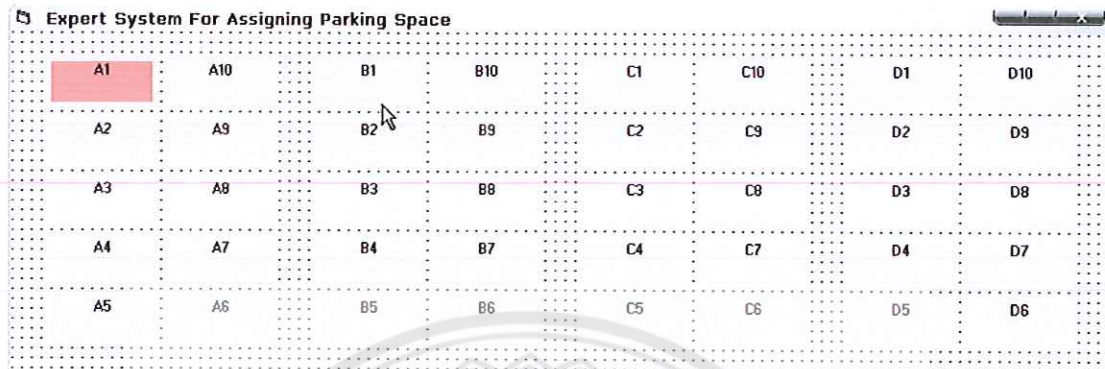 Expert System For Assigning Parking Space
A1 A10 B1 B10 C1 C10 D1 D10
A2 A9 B2 B9 C2 C9 D2 D9
A3 A8 B3 B8 C3 C8 D3 D8
A4 A7 B4 B7 C4 C7 D4 D7
A5 A6 B5 B6 C5 C6 D5 D6